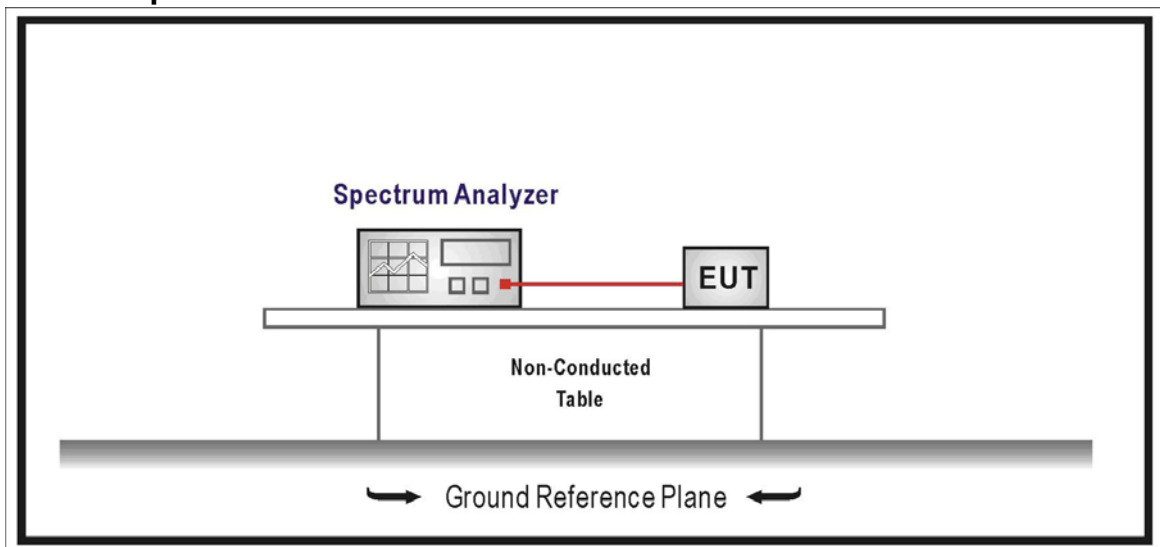 Spectrum Analyzer
EUT
Non-Conducted
Table
Ground Reference Plane